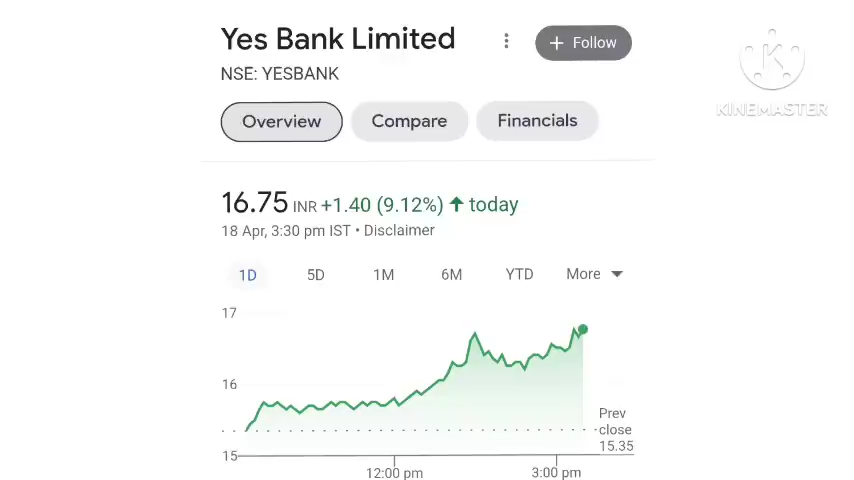 Yes Bank Limited
+ Follow
NSE: YESBANK
K
KINEMASTER
Overview
Compare
Financials
16.75 INR +1.40 (9.12%) ↑ today
18 Apr, 3:30 pm IST • Disclaimer
1D
5D
1M
6M
YTD
More
17
16
15
Prev
close
15.35
12:00 pm
3:00 pm